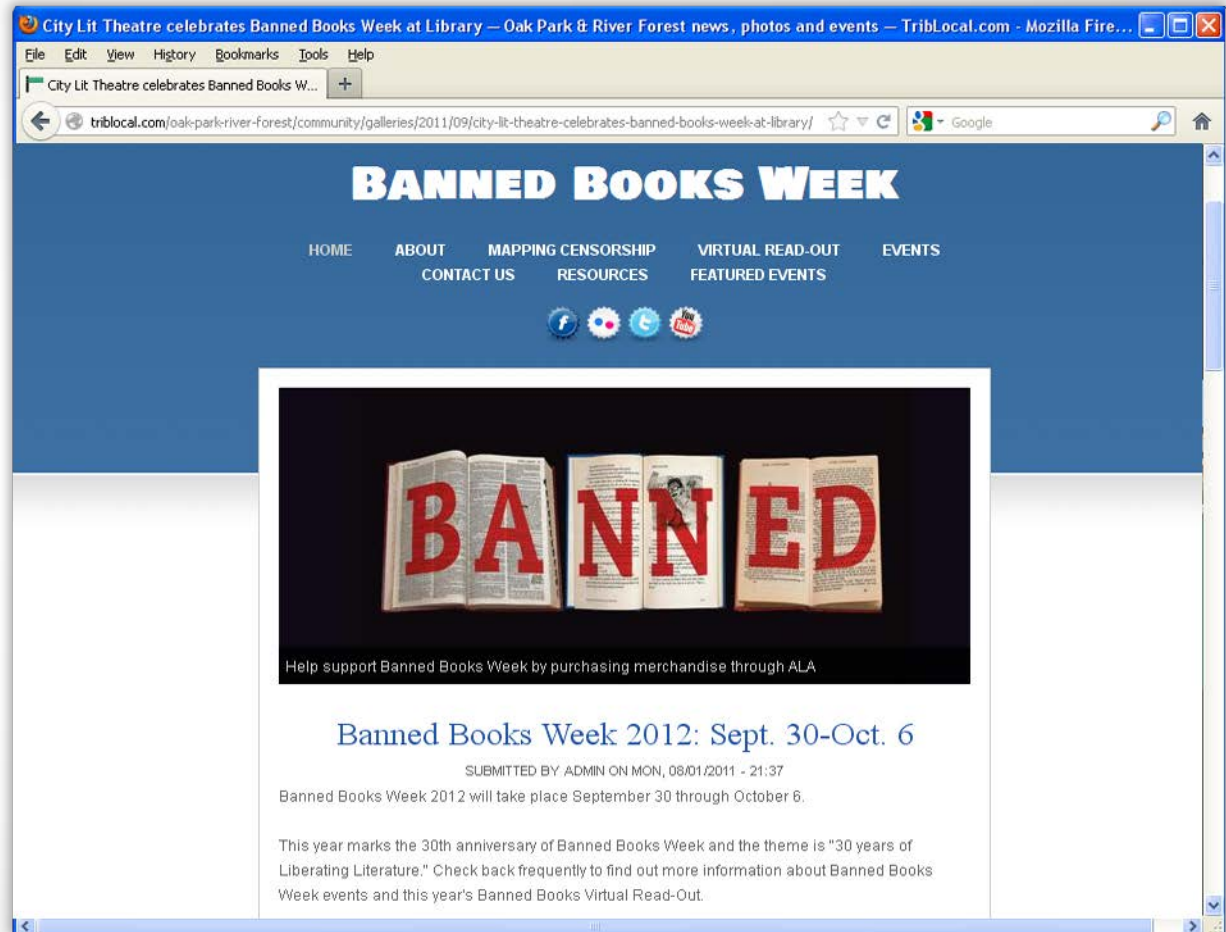 City Lit Theatre celebrates Banned Books Week at Library — Oak Park & River Forest news, photos and events — TribLocal.com - Mozilla Fire...
File Edit View History Bookmarks Tools Help
City Lit Theatre celebrates Banned Books W...
triblocal.com/oak-park-river-forest/community/galleries/2011/09/city-lit-theatre-celebrates-banned-books-week-at-library/ Google
BANNED BOOKS WEEK
HOME ABOUT MAPPING CENSORSHIP VIRTUAL READ-OUT EVENTS
CONTACT US RESOURCES FEATURED EVENTS
You Tube
BANNED
Help support Banned Books Week by purchasing merchandise through ALA
Banned Books Week 2012: Sept. 30-Oct. 6
SUBMITTED BY ADMIN ON MON, 08/01/2011 - 21:37
Banned Books Week 2012 will take place September 30 through October 6.
This year marks the 30th anniversary of Banned Books Week and the theme is "30 years of
Liberating Literature." Check back frequently to find out more information about Banned Books
Week events and this year's Banned Books Virtual Read-Out.